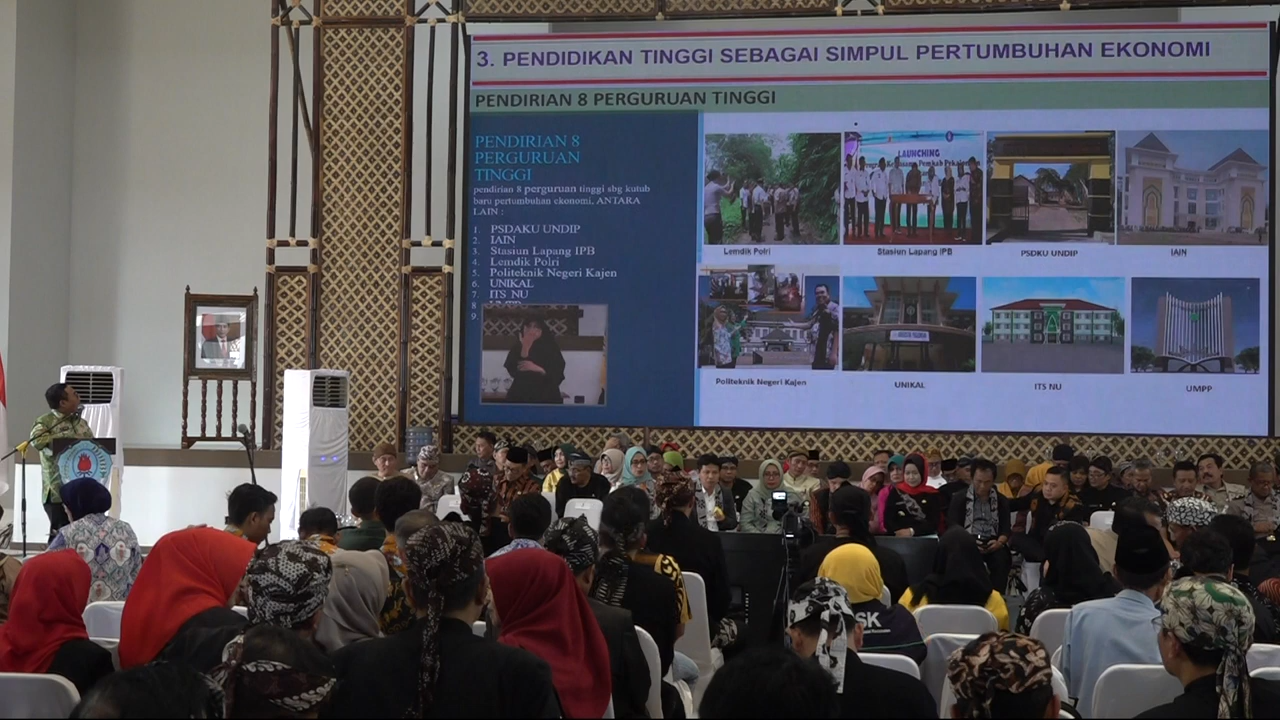 3. PENDIDIKAN TINGGI SEBAGAI SIMPUL PERTUMBUHAN EKONOMI
PENDIRIAN 8 PERGURUAN TINGGI
PENDIRIAN 8
PERGURUAN
TINGGI
pendirian 8 perguruan tinggi sbg kutub
baru pertumbuhan ekonomi, ANTARA
LAIN :
1. PSDAKU UNDIP
2. IAIN
3. Stasiun Lapang IPB
4. Lemdik Polri
5. Politeknik Negeri Kajen
6. UNIKAL
7. ITS NU
8
9.
LAUNCHING
Lemdik Polri
Stasiun Lapang IPB
PSDKU UNDIP
IAIN
Politeknik Negeri Kajen
UNIKAL
ITS NU
UMPP
SK